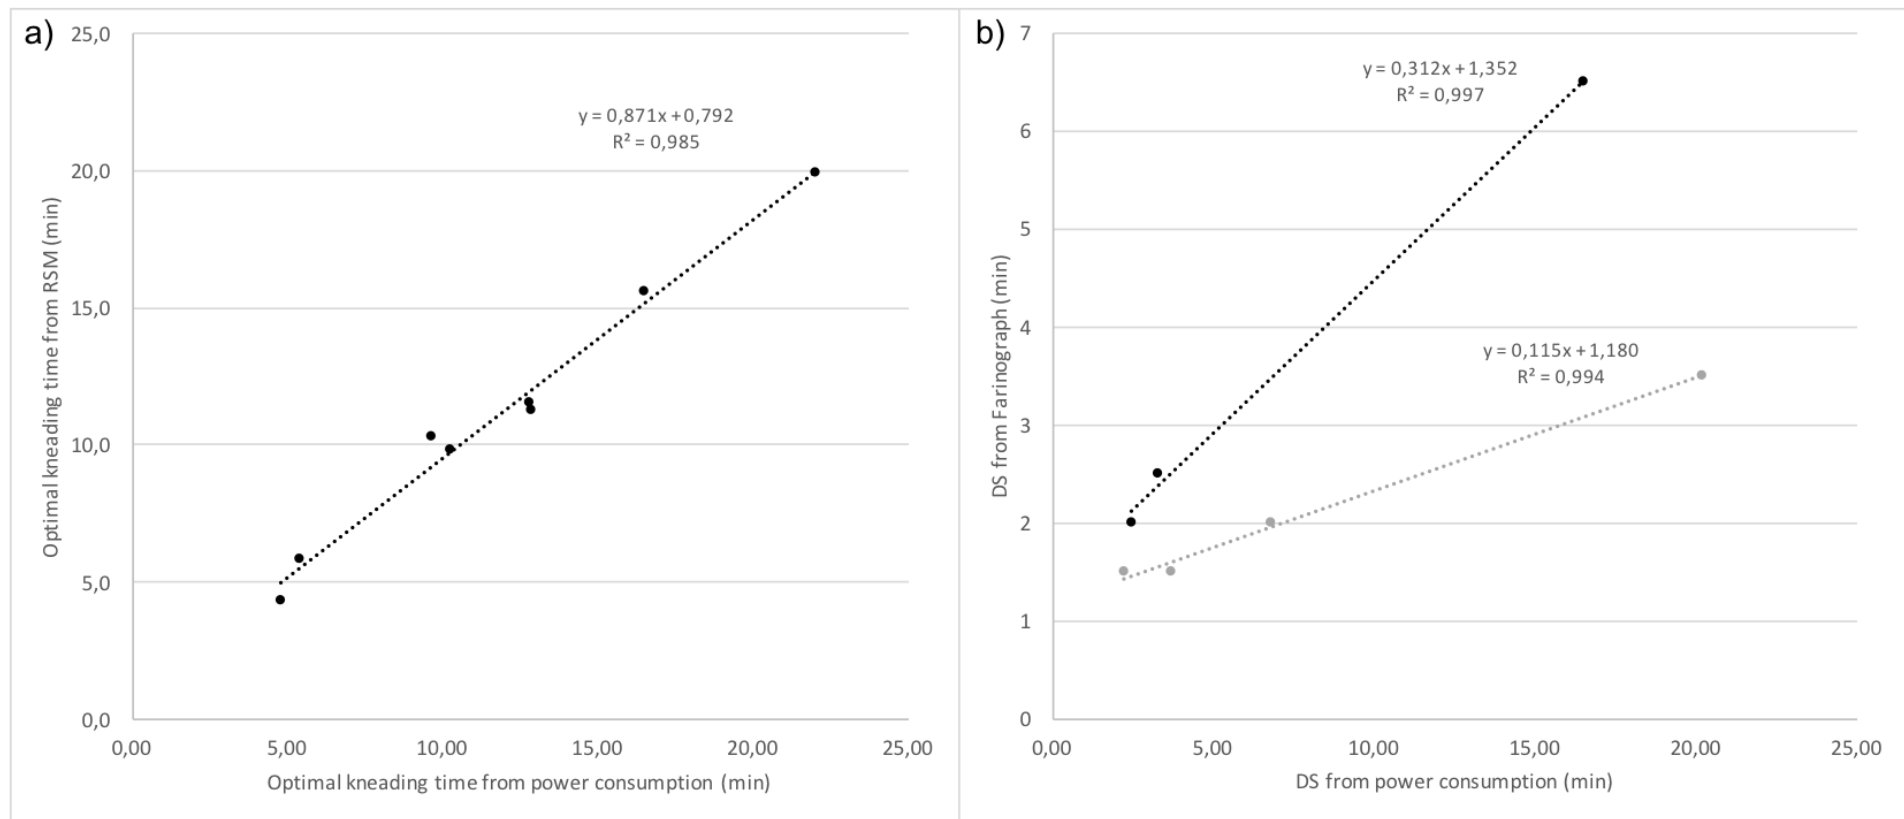 a)
25,0
20,0
15,0
10,0
5,0
0,0
Optimal kneading time from RSM (min)
y = 0,871x + 0,792
R² = 0,985
0,00 5,00 10,00 15,00 20,00 25,00
Optimal kneading time from power consumption (min)
b)
7
6
5
4
3
2
1
0
DS from Farinograph (min)
y = 0,312x + 1,352
R² = 0,997
y = 0,115x + 1,180
R² = 0,994
0,00 5,00 10,00 15,00 20,00 25,00
DS from power consumption (min)